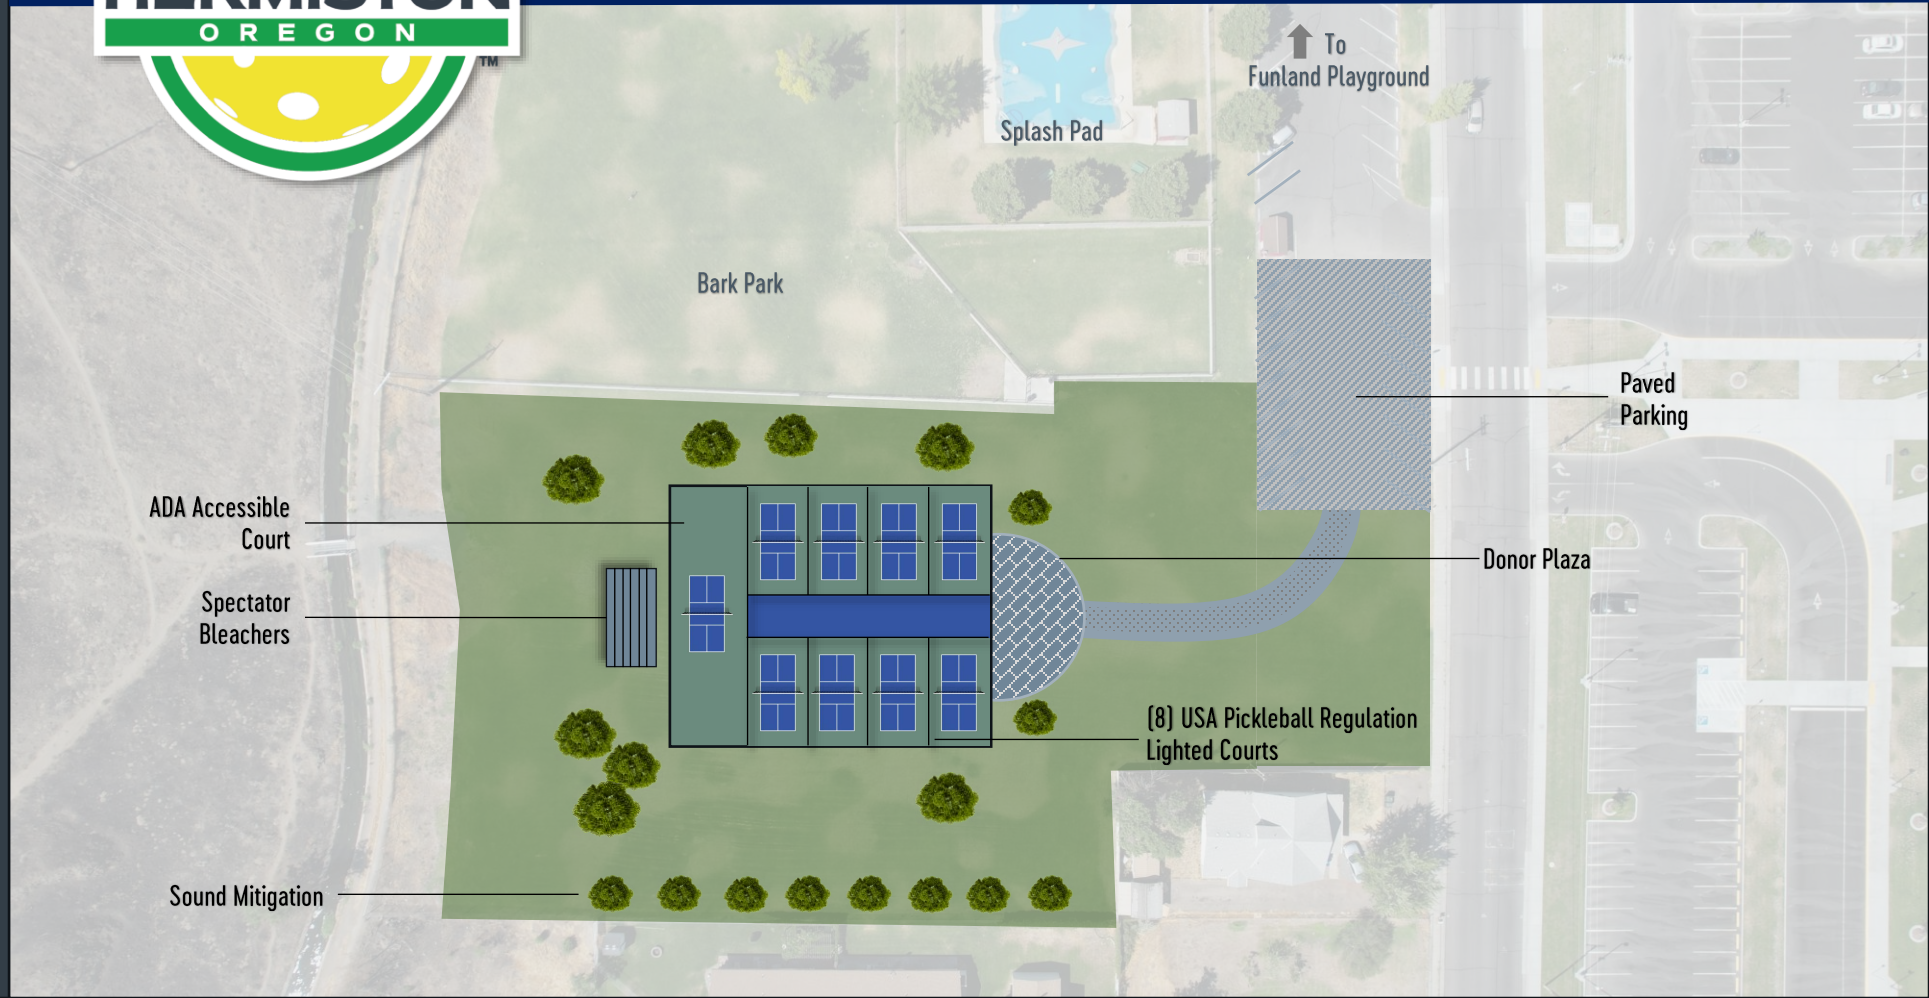 HERMISTON
OREGON
TM
To
Funland Playground
Splash Pad
Bark Park
Paved
Parking
ADA Accessible
Court
Donor Plaza
Spectator
Bleachers
(8) USA Pickleball Regulation
Lighted Courts
Sound Mitigation